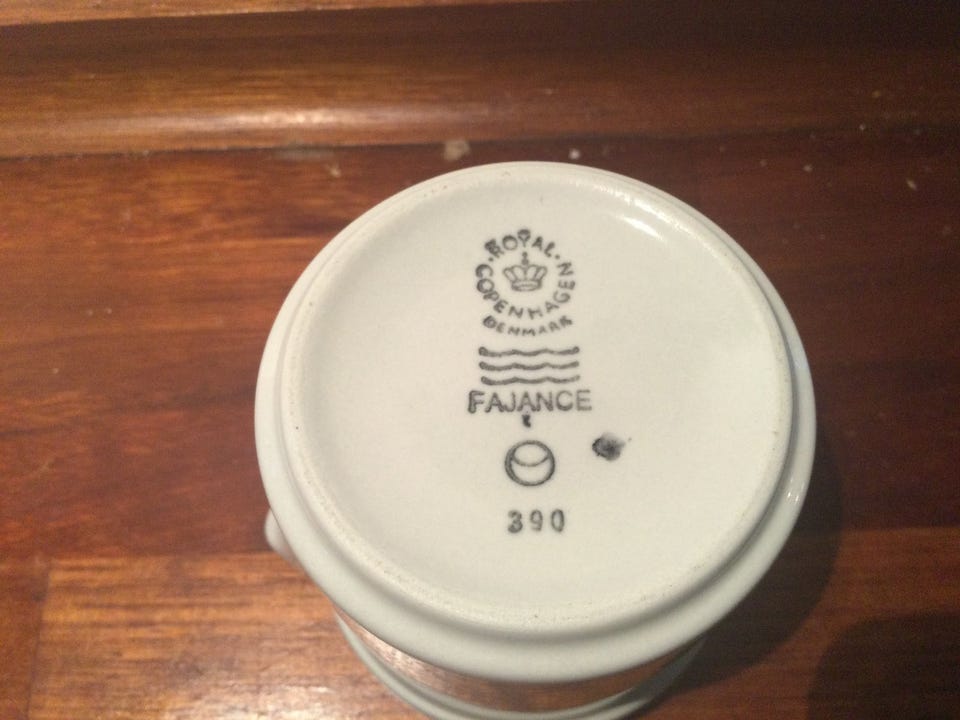 ROYAL
COPENHAGEN
DENMARK
FAJANCE
390